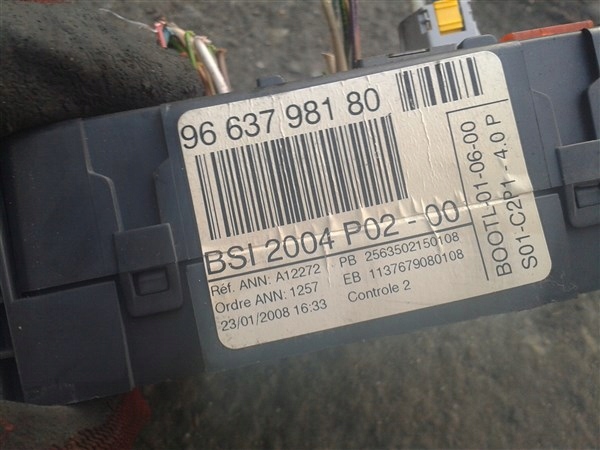 96 637 981 80
BSI 2004 P02 - 00
Réf. ANN: A12272 PB 2563502150108
Ordre ANN: 1257 EB 1137679080108
23/01/2008 16:33 Controle 2
BOOTL-01-06-00
S01-C2P1 - 4.0 P